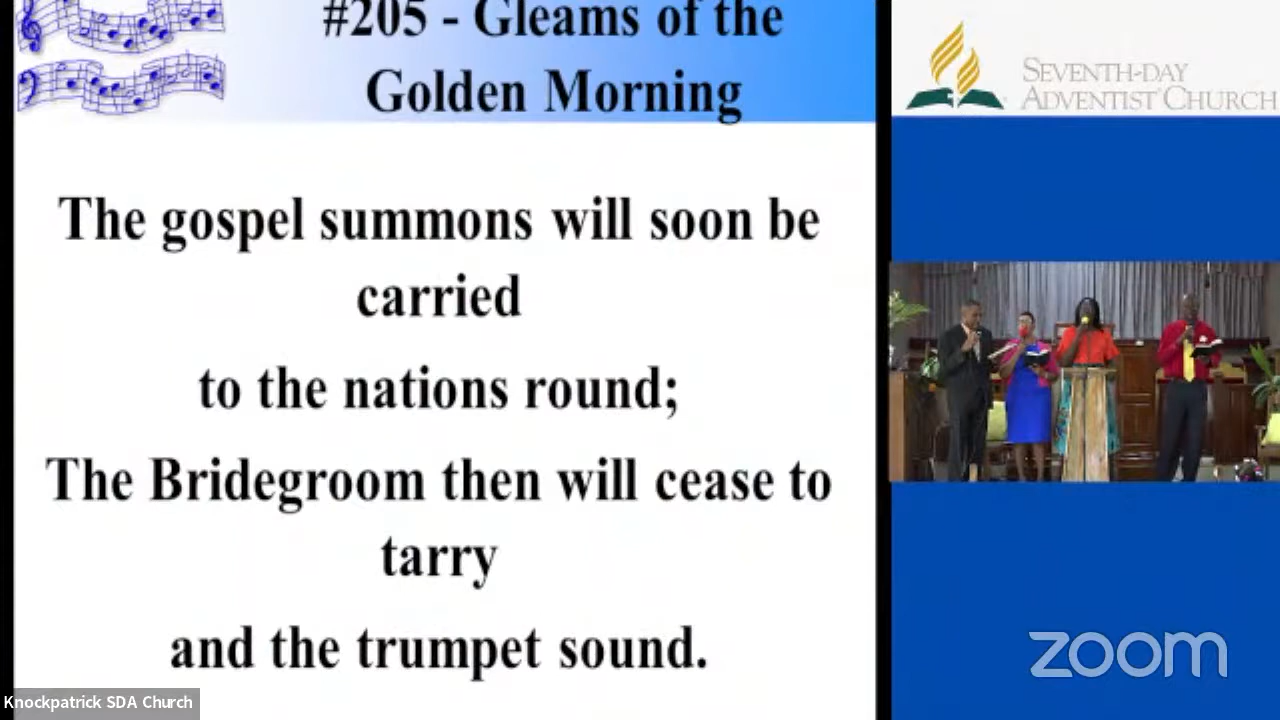 #205 - Gleams of the
Golden Morning
The gospel summons will soon be
carried
to the nations round;
The Bridegroom then will cease to
tarry
and the trumpet sound.
SEVENTH-DAY
ADVENTIST CHURCH
zoom
Knockpatrick SDA Church